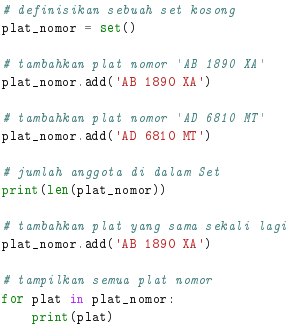 # definisikan sebuah set kosong
plat_nomor = set()
# tambahkan plat nomor 'AB 1890 XA'
plat_nomor.add('AB 1890 XA')
# tambahkan plat nomor 'AD 6810 MT'
plat_nomor.add('AD 6810 MT')
# jumlah anggota di dalam Set
print(len(plat_nomor))
# tambahkan plat yang sama sekali lagi
plat_nomor.add('AB 1890 XA')
# tampilkan semua plat nomor
for plat in plat_nomor:
    print(plat)